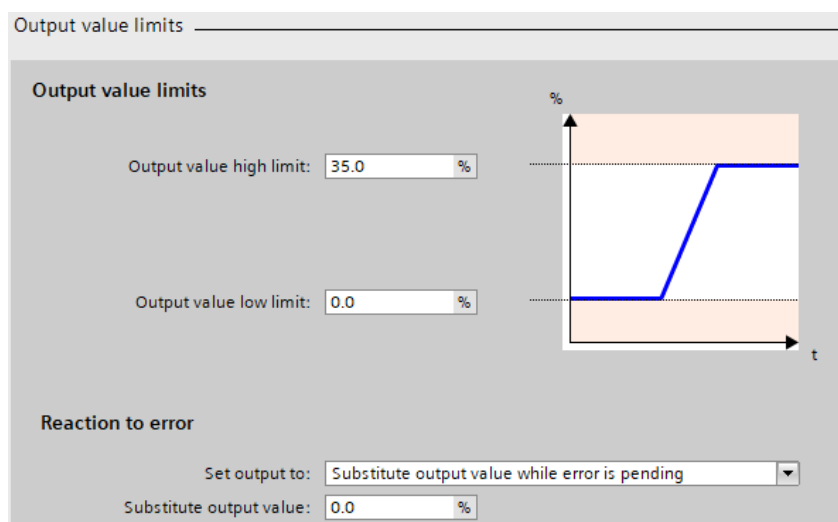 Output value limits
Output value limits
%
Output value high limit: 35.0 %
Output value low limit: 0.0 %
t
Reaction to error
Set output to: Substitute output value while error is pending
Substitute output value: 0.0 %